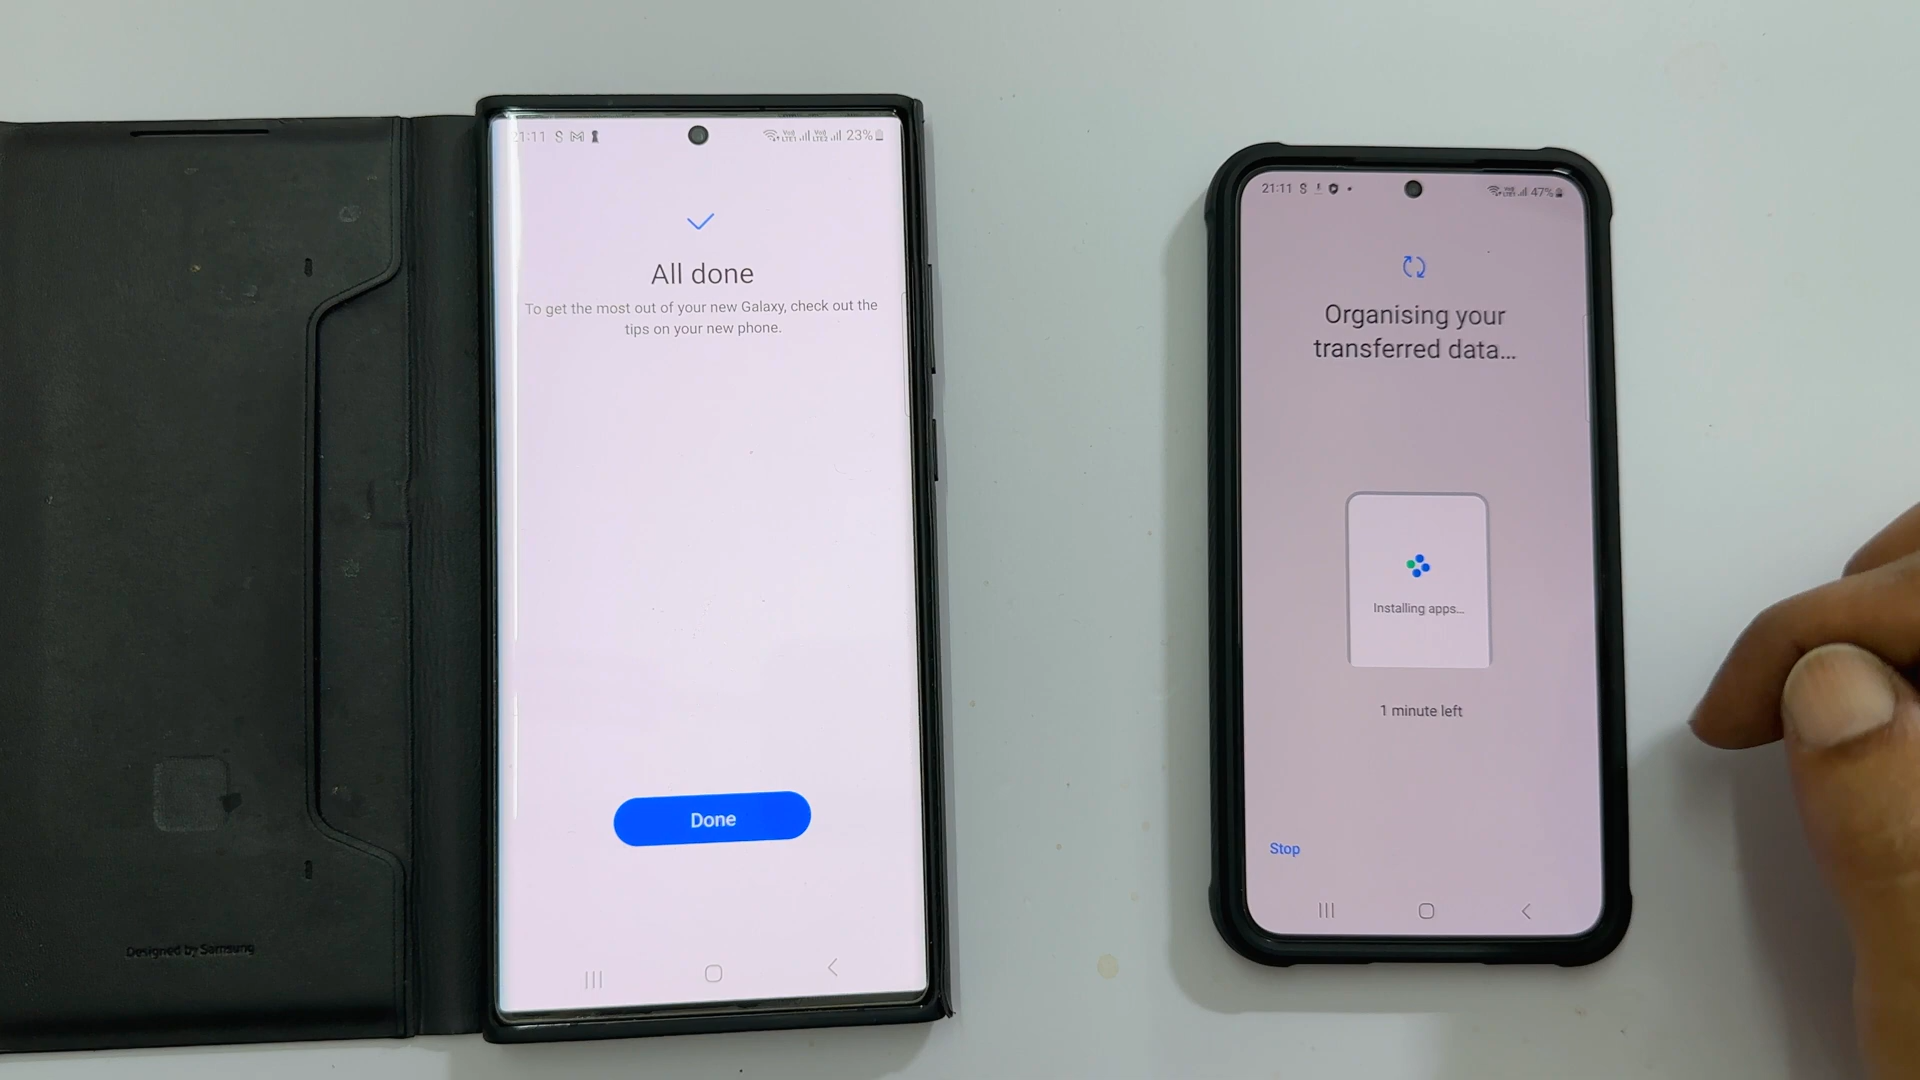 21:11
23%
All done
To get the most out of your new Galaxy, check out the
tips on your new phone.
Done
Designed by Samsung
21:11
47%
Organising your
transferred data...
Installing apps...
1 minute left
Stop